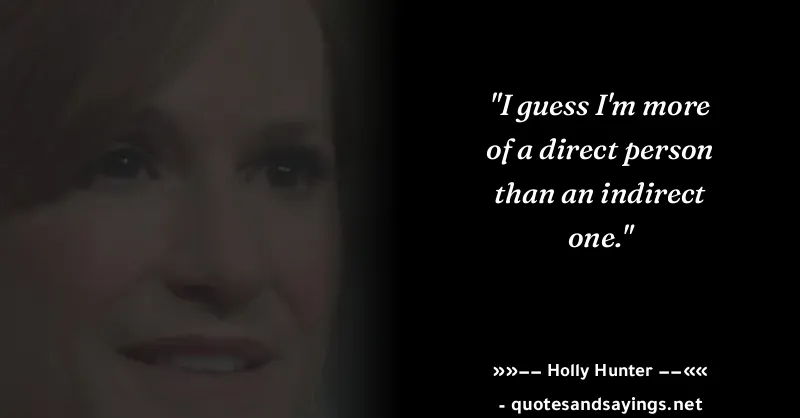 "I guess I'm more
of a direct person
than an indirect
one."
»»−− Holly Hunter −−««
- quotesandsayings.net